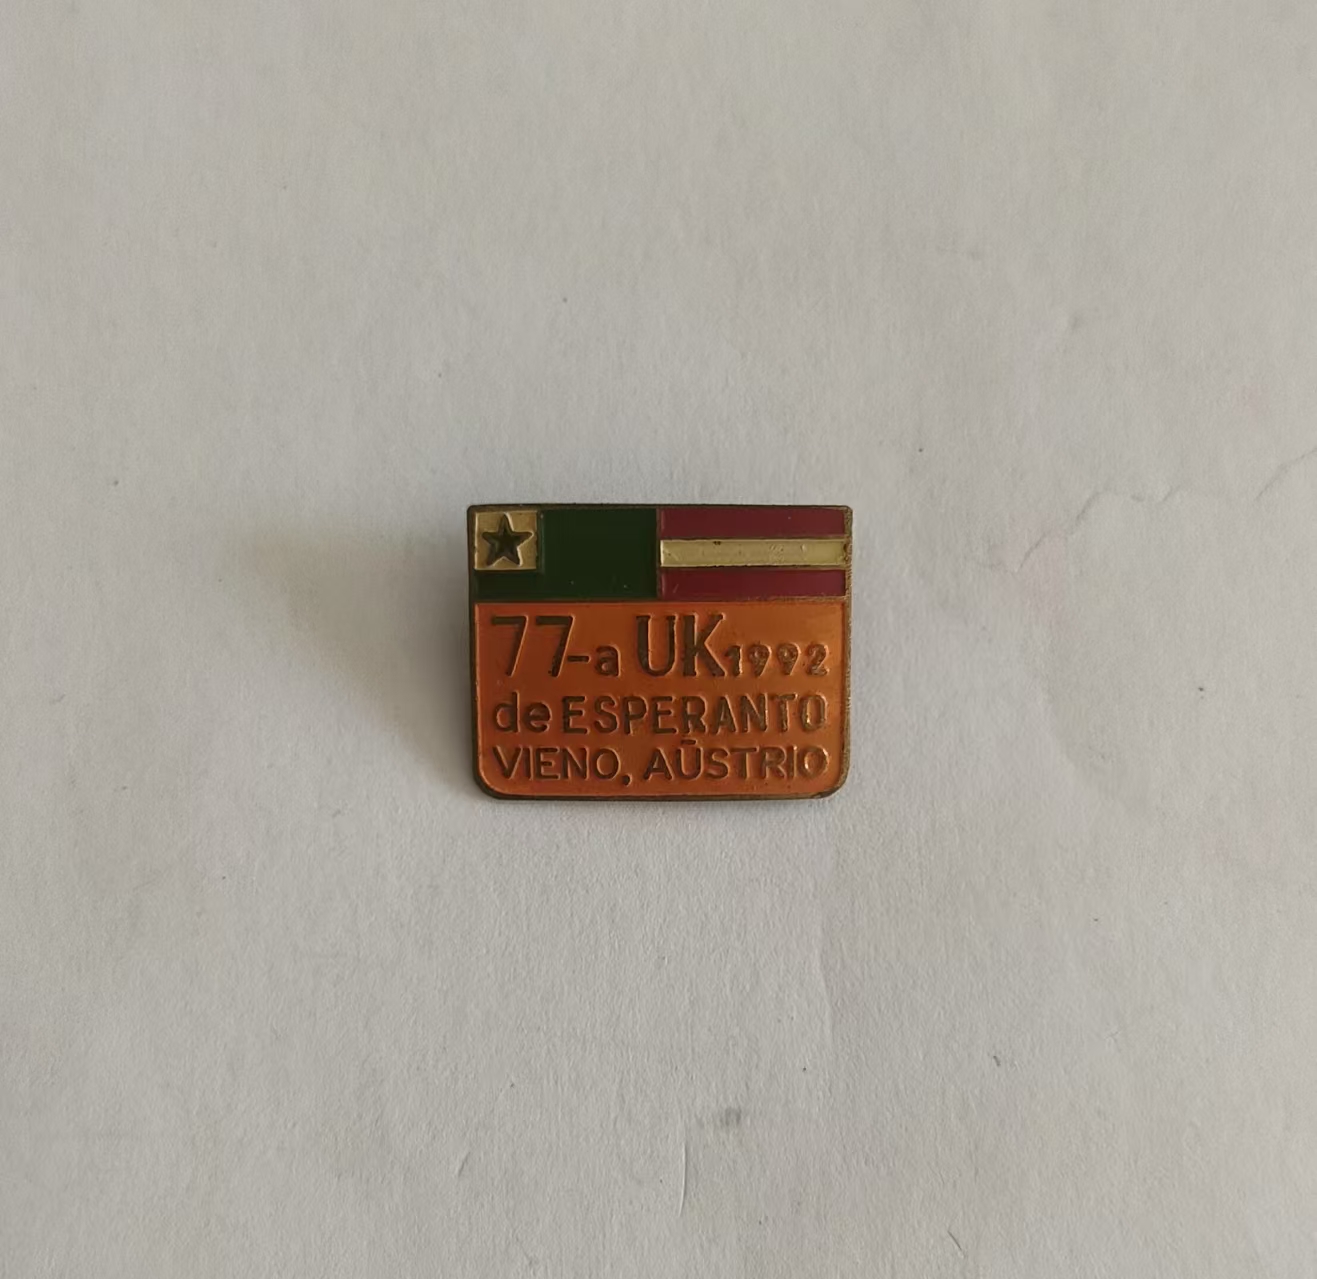 77-a UK 1992
de ESPERANTO
VIENO, AŬSTRIO